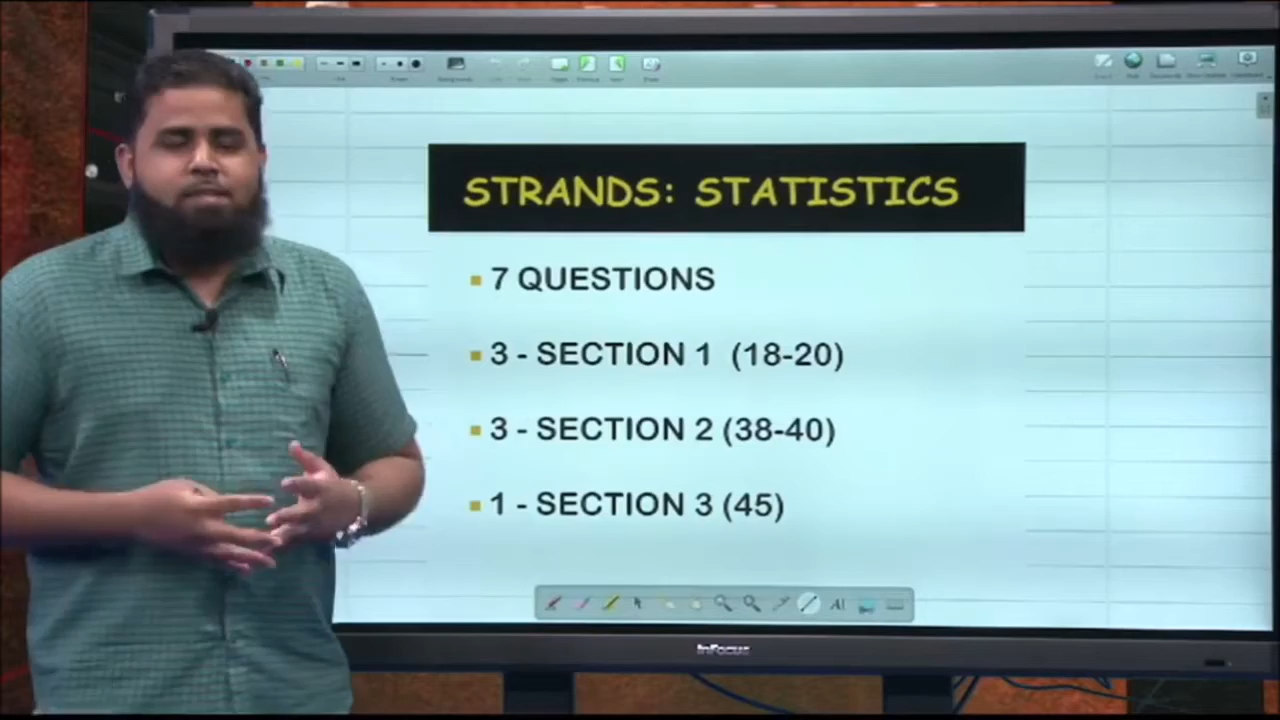 STRANDS: STATISTICS
7 QUESTIONS
3 - SECTION 1 (18-20)
3 - SECTION 2 (38-40)
1 - SECTION 3 (45)
AI
InFocus